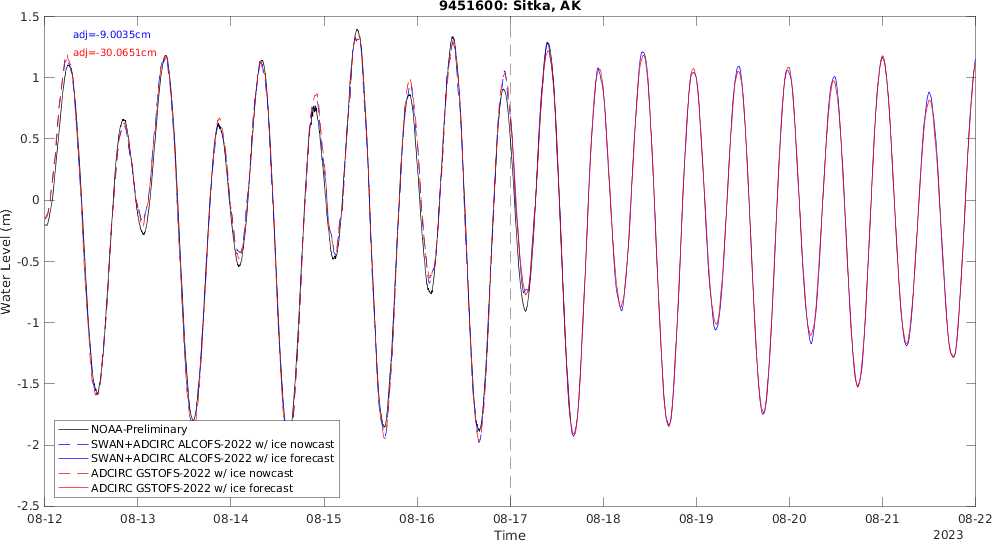 9451600: Sitka, AK
adj=-9.0035cm
adj=-30.0651cm
1.5
1
0.5
0
-0.5
-1
-1.5
-2
-2.5
Water Level (m)
NOAA-Preliminary
SWAN+ADCIRC ALCOFS-2022 w/ ice nowcast
SWAN+ADCIRC ALCOFS-2022 w/ ice forecast
ADCIRC GSTOFS-2022 w/ ice nowcast
ADCIRC GSTOFS-2022 w/ ice forecast
08-12 08-13 08-14 08-15 08-16 08-17 08-18 08-19 08-20 08-21 08-22
Time
2023